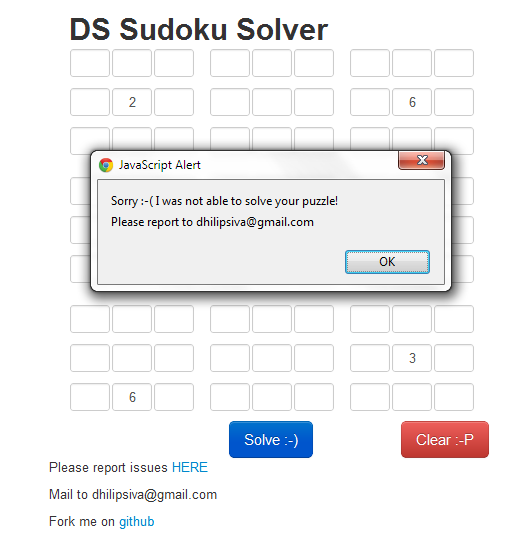 DS Sudoku Solver
2 6
JavaScript Alert
Sorry :-( I was not able to solve your puzzle!
Please report to dhilipsiva@gmail.com
OK
3
6
Solve :-) Clear :-P
Please report issues HERE
Mail to dhilipsiva@gmail.com
Fork me on github